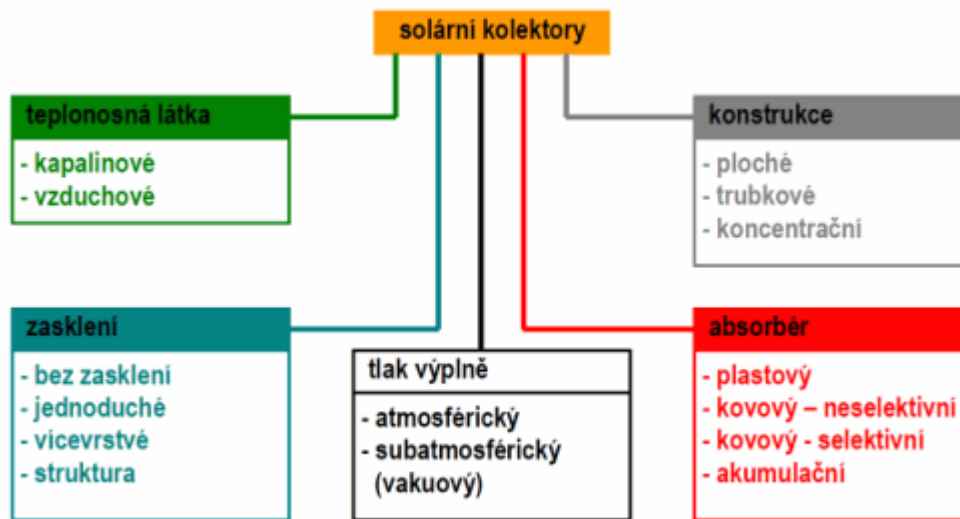 solární kolektory
teplonosná látka
- kapalinové
- vzduchové
konstrukce
- ploché
- trubkové
- koncentrační
zasklení
- bez zasklení
- jednoduché
- vícevrstvé
- struktura
tlak výplně
- atmosférický
- subatmosférický
(vakuový)
absorbér
- plastový
- kovový – neselektivní
- kovový - selektivní
- akumulační